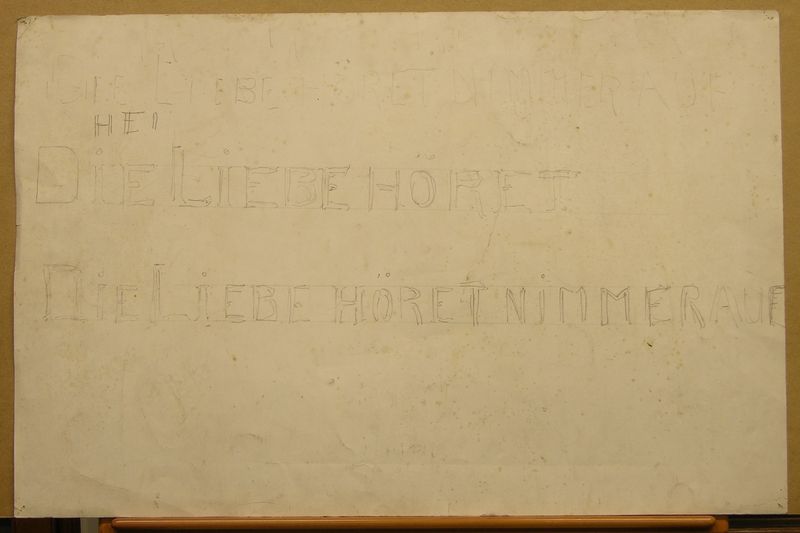 DIE LIEBE HÖRET NIMMER AUF
HEI
DIE LIEBE HÖRET
DIE LIEBE HÖRET NIMMER AUF